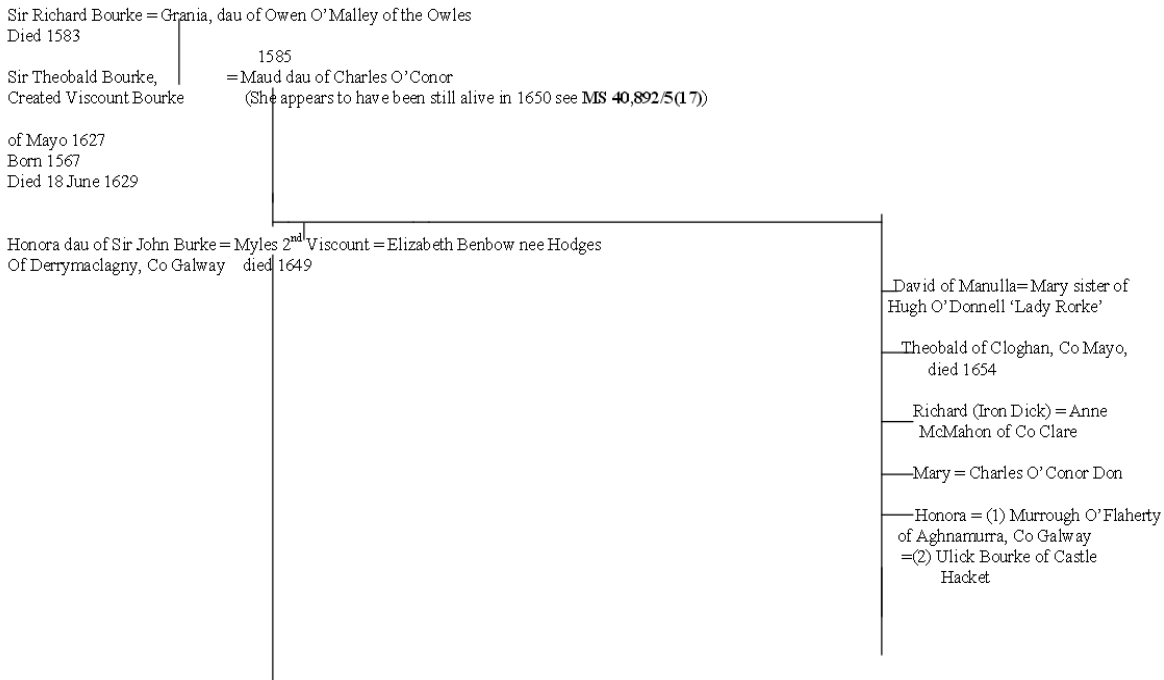 Sir Richard Bourke = Grania, dau of Owen O'Malley of the Owles
Died 1583
1585
Sir Theobald Bourke, = Maud dau of Charles O'Conor
Created Viscount Bourke (She appears to have been still alive in 1650 see MS 40,892/5(17))
of Mayo 1627
Born 1567
Died 18 June 1629
Honora dau of Sir John Burke = Myles 2nd Viscount = Elizabeth Benbow nee Hodges
Of Derrymaclagny, Co Galway died 1649
David of Manulla= Mary sister of
Hugh O'Donnell 'Lady Rorke'
Theobald of Cloghan, Co Mayo,
died 1654
Richard (Iron Dick) = Anne
McMahon of Co Clare
Mary = Charles O'Conor Don
Honora = (1) Murrough O'Flaherty
of Aghnamurra, Co Galway
=(2) Ulick Bourke of Castle
Hacket